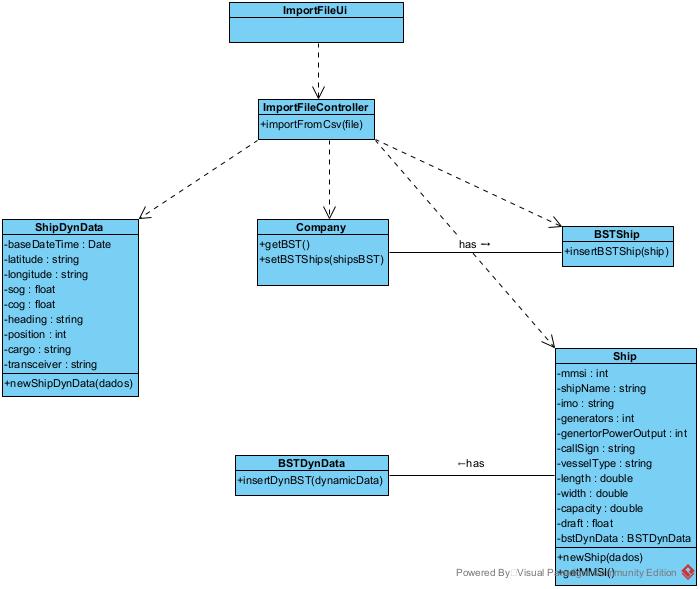 ImportFileUi
ImportFileController
+importFromCsv(file)
ShipDynData
-baseDateTime : Date
-latitude : string
-longitude : string
-sog : float
-cog : float
-heading : string
-position : int
-cargo : string
-transceiver : string
+newShipDynData(dados)
Company
+getBST()
+setBSTShips(shipsBST)
has →
BSTShip
+insertBSTShip(ship)
Ship
-mmsi : int
-shipName : string
-imo : string
-generators : int
-genertorPowerOutput : int
-callSign : string
-vesselType : string
-length : double
-width : double
-capacity : double
-draft : float
-bstDynData : BSTDynData
+newShip(dados)
+getMMSI()
BSTDynData
+insertDynBST(dynamicData)
←has
Powered By Visual Paradigm Community Edition